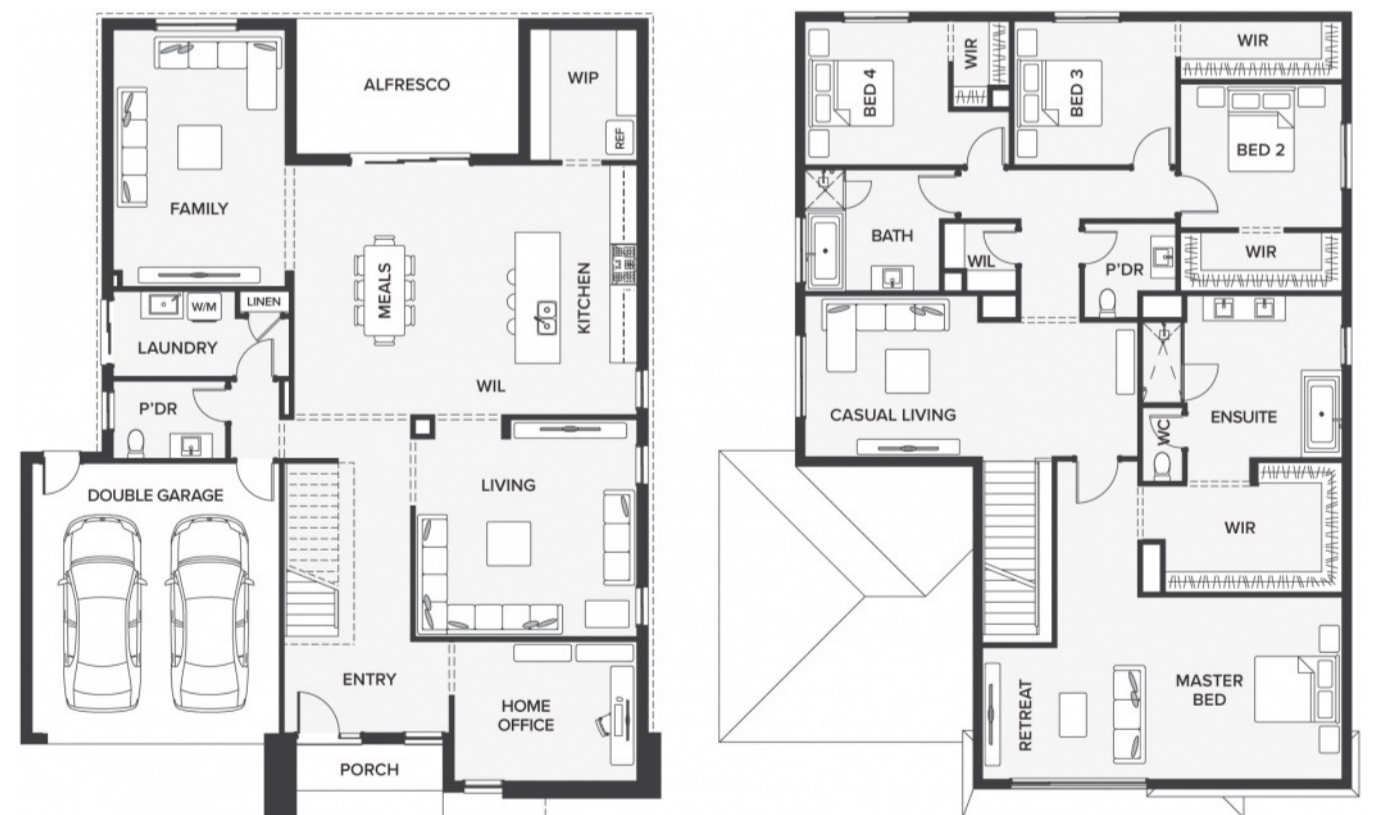 ALFRESCO
WIP
REF
FAMILY
MEALS
KITCHEN
W/M
LINEN
LAUNDRY
WIL
P'DR
LIVING
DOUBLE GARAGE
ENTRY
HOME
OFFICE
PORCH
BED 4
WIR
BED 3
WIR
BED 2
BATH
WIL
P'DR
WIR
CASUAL LIVING
WC
ENSUITE
WIR
RETREAT
MASTER
BED